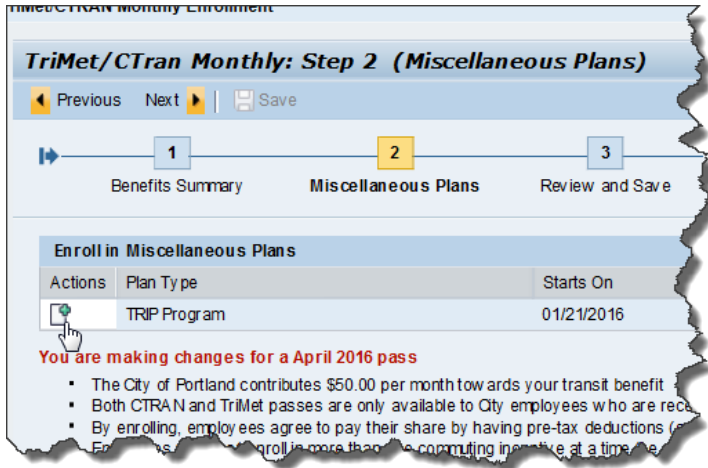 TriMet/CTRAN Monthly Enrollment
TriMet/CTran Monthly: Step 2 (Miscellaneous Plans)
Previous Next Save
1 2 3
Benefits Summary Miscellaneous Plans Review and Save
Enroll in Miscellaneous Plans
Actions Plan Type Starts On
TRIP Program 01/21/2016
You are making changes for a April 2016 pass
▪ The City of Portland contributes $50.00 per month towards your transit benefit
▪ Both CTRAN and TriMet passes are only available to City employees who are
▪ By enrolling, employees agree to pay their share by having pre-tax deductions
enroll in more than commuting at a time